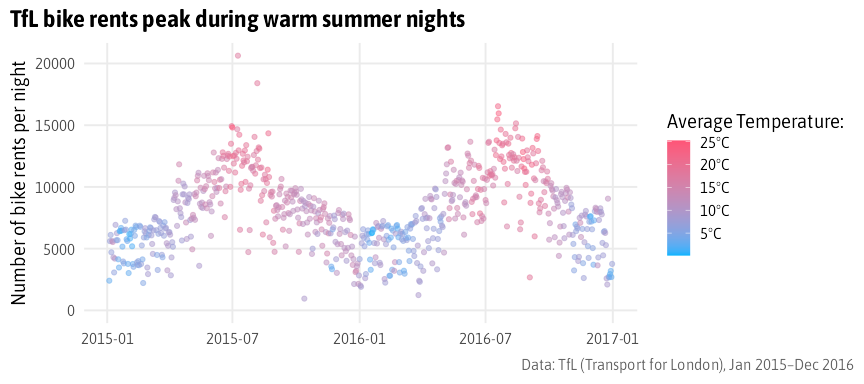 TfL bike rents peak during warm summer nights
Number of bike rents per night
20000
15000
10000
5000
0
2015-01 2015-07 2016-01 2016-07 2017-01
Average Temperature:
25°C
20°C
15°C
10°C
5°C
Data: TfL (Transport for London), Jan 2015–Dec 2016